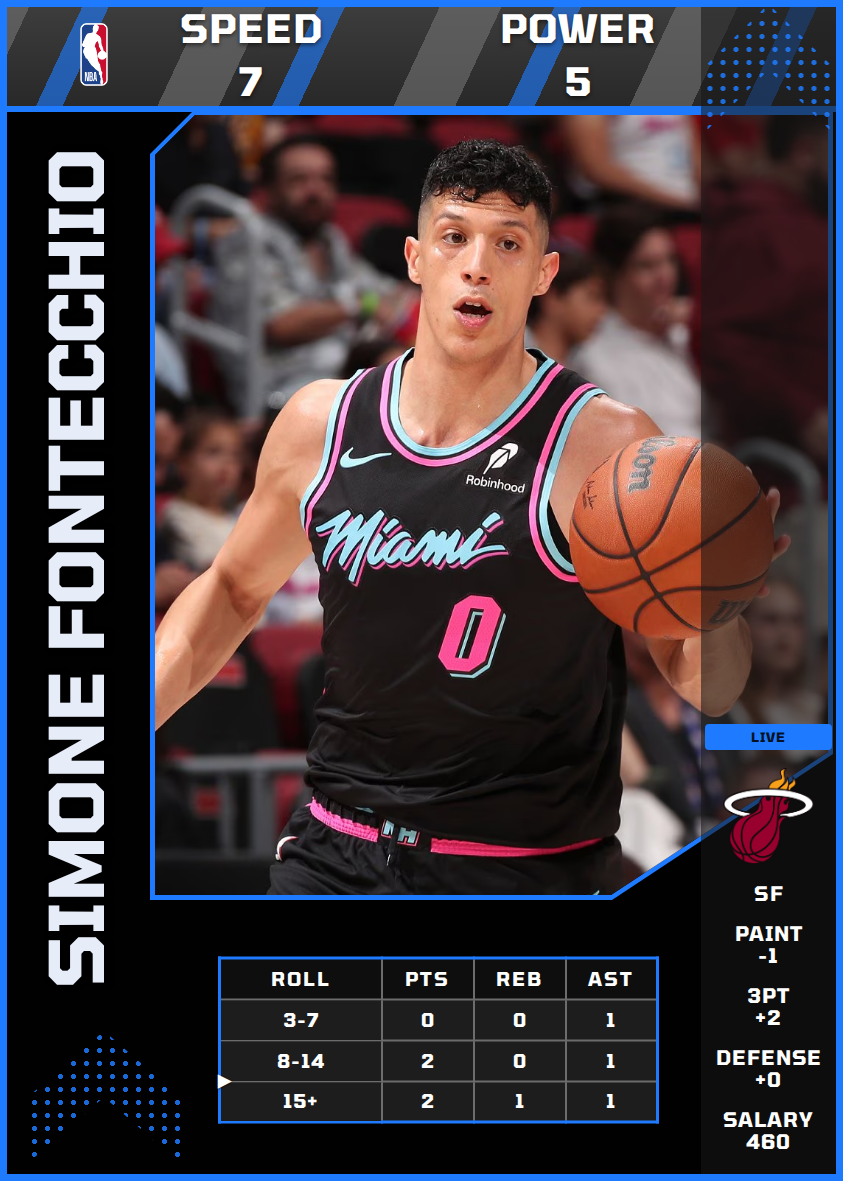 SPEED
7
POWER
5
NBA
SIMONE FONTECCHIO
Robinhood
Miami
0
LIVE
SF
PAINT
-1
3PT
+2
DEFENSE
+0
SALARY
460
ROLL PTS REB AST
3-7 0 0 1
8-14 2 0 1
15+ 2 1 1